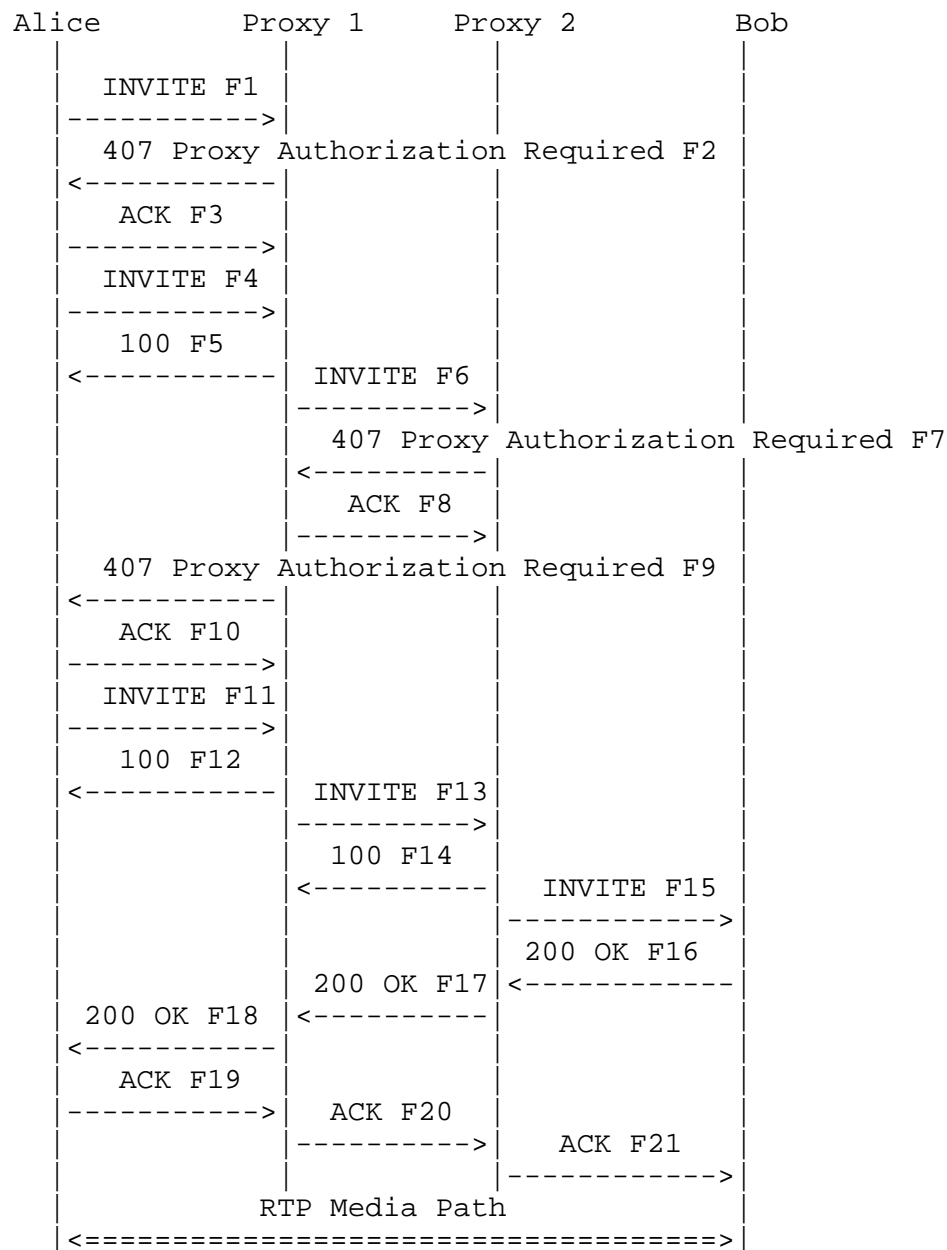 Alice Proxy 1 Proxy 2 Bob
INVITE F1
407 Proxy Authorization Required F2
ACK F3
INVITE F4
100 F5
INVITE F6
407 Proxy Authorization Required F7
ACK F8
407 Proxy Authorization Required F9
ACK F10
INVITE F11
100 F12
INVITE F13
100 F14
INVITE F15
200 OK F16
200 OK F17
200 OK F18
ACK F19
ACK F20
ACK F21
RTP Media Path